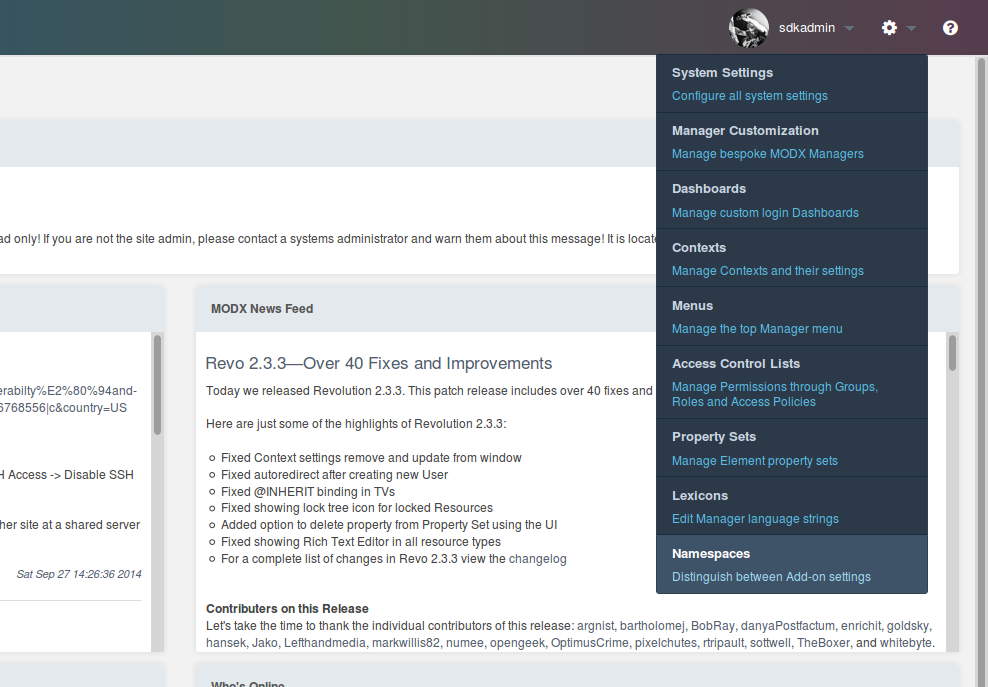 sdkadmin
System Settings
Configure all system settings
Manager Customization
Manage bespoke MODX Managers
Dashboards
Manage custom login Dashboards
Contexts
Manage Contexts and their settings
Menus
Manage the top Manager menu
Access Control Lists
Manage Permissions through Groups,
Roles and Access Policies
Property Sets
Manage Element property sets
Lexicons
Edit Manager language strings
Namespaces
Distinguish between Add-on settings
ad only! If you are not the site admin, please contact a systems administrator and warn them about this message! It is locate
erabilty%E2%80%94and-
6768556|c&country=US
H Access -> Disable SSH
her site at a shared server
Sat Sep 27 14:26:36 2014
MODX News Feed
Revo 2.3.3—Over 40 Fixes and Improvements
Today we released Revolution 2.3.3. This patch release includes over 40 fixes and
Here are just some of the highlights of Revolution 2.3.3:
Fixed Context settings remove and update from window
Fixed autoredirect after creating new User
Fixed @INHERIT binding in TVs
Fixed showing lock tree icon for locked Resources
Added option to delete property from Property Set using the UI
Fixed showing Rich Text Editor in all resource types
For a complete list of changes in Revo 2.3.3 view the changelog
Contributers on this Release
Let's take the time to thank the individual contributors of this release: argnist, bartholomej, BobRay, danyaPostfactum, enrichit, goldsky,
hansek, Jako, Lefthandmedia, markwillis82, numee, opengeek, OptimusCrime, pixelchutes, rtripault, sottwell, TheBoxer, and whitebyte.
Who's Online